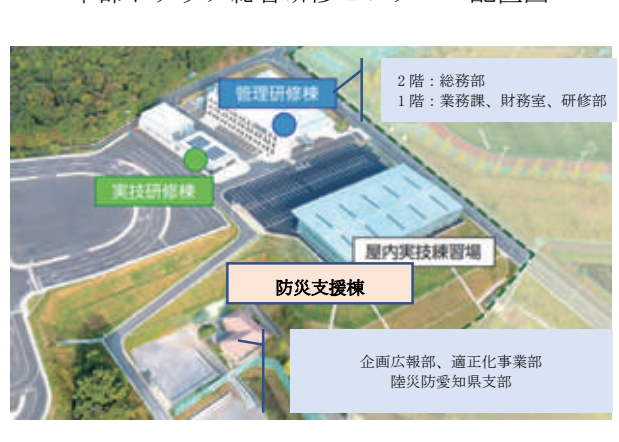 管理研修棟
2階：総務部
1階：業務課、財務室、研修部
実技研修棟
屋内実技練習場
防災支援棟
企画広報部、適正化事業部
陸災防愛知県支部